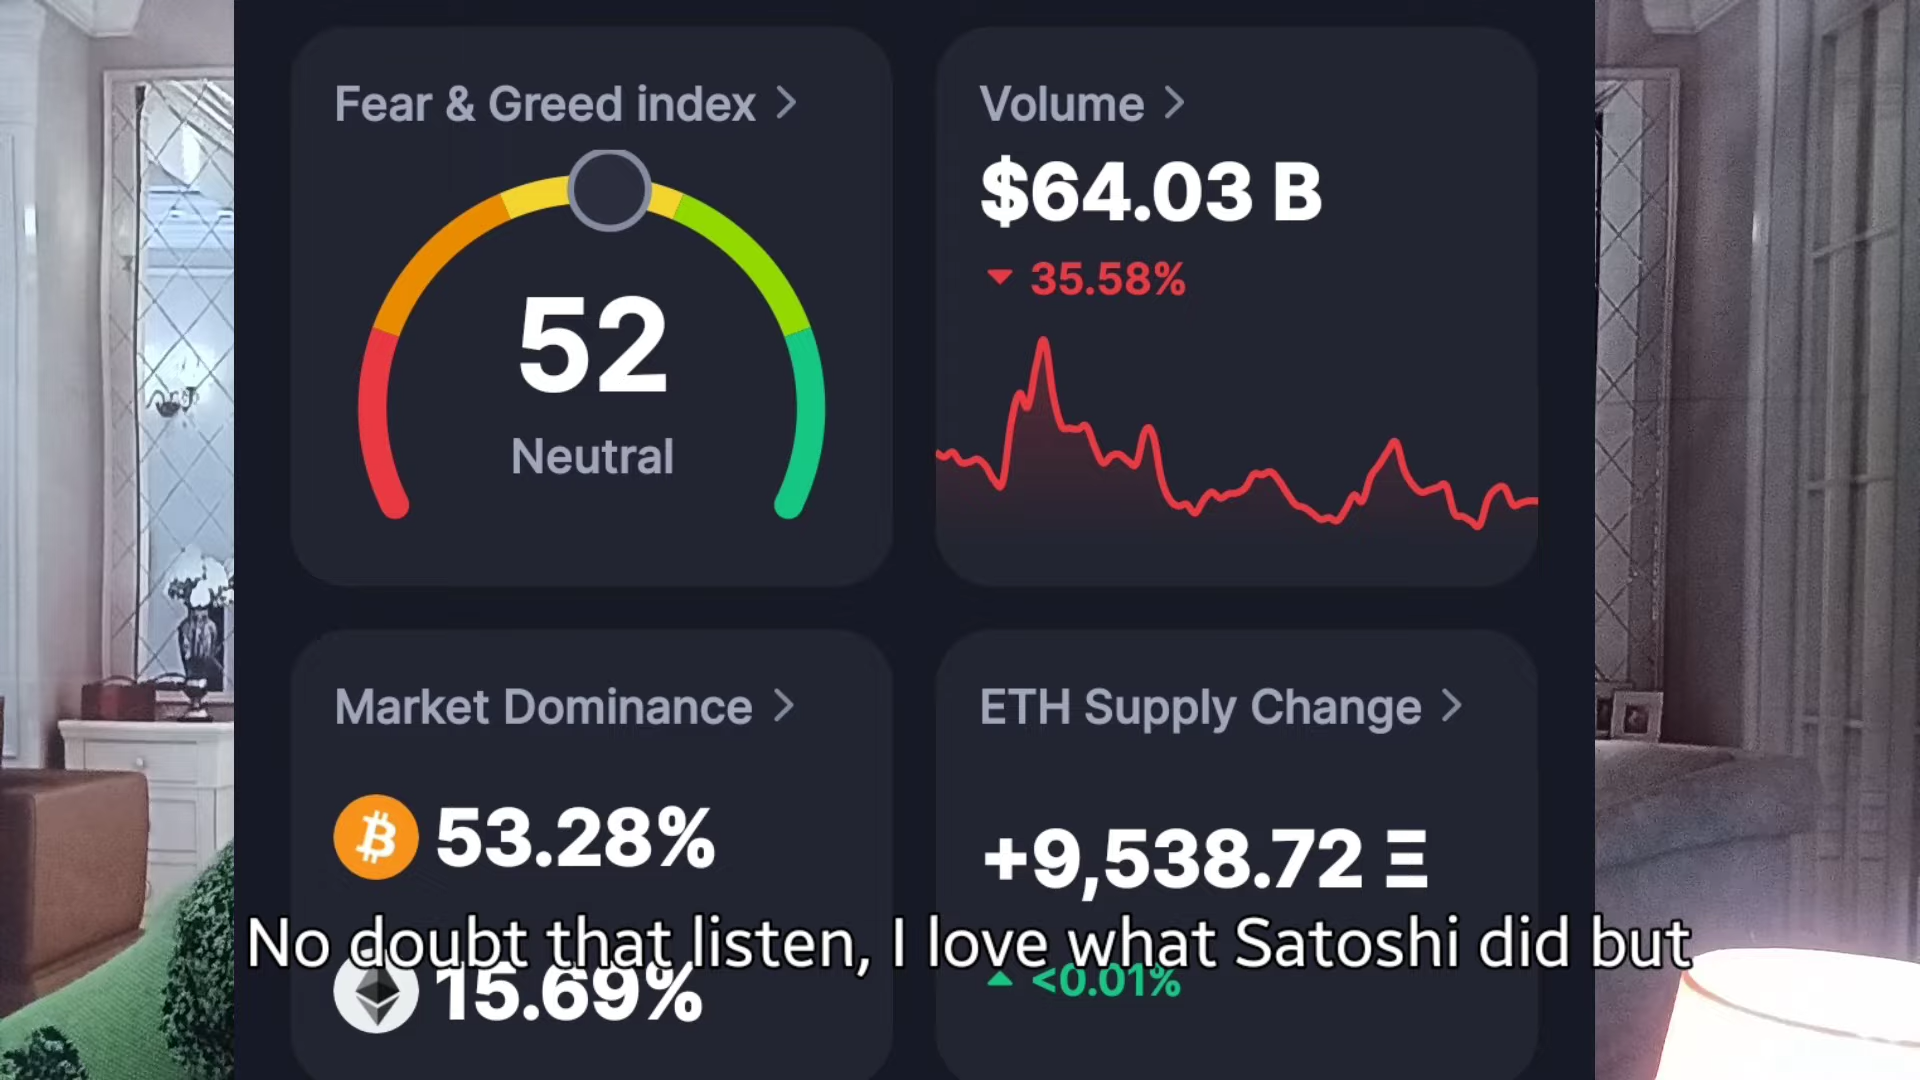 Fear & Greed index >
52
Neutral
Volume >
$64.03 B
▼ 35.58%
Market Dominance >
53.28%
15.69%
ETH Supply Change >
+9,538.72 Ξ
▲ <0.01%
No doubt that listen, I love what Satoshi did but